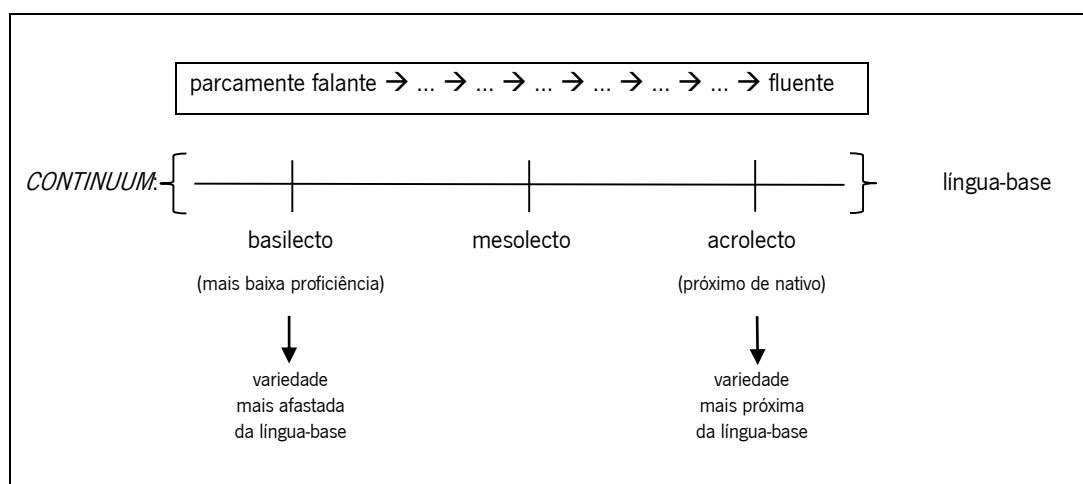 parcamente falante → ... → ... → ... → ... → ... → ... → fluente
CONTINUUM: língua-base
basilecto mesolecto acrolecto
(mais baixa proficiência) (próximo de nativo)
variedade variedade
mais afastada mais próxima
da língua-base da língua-base